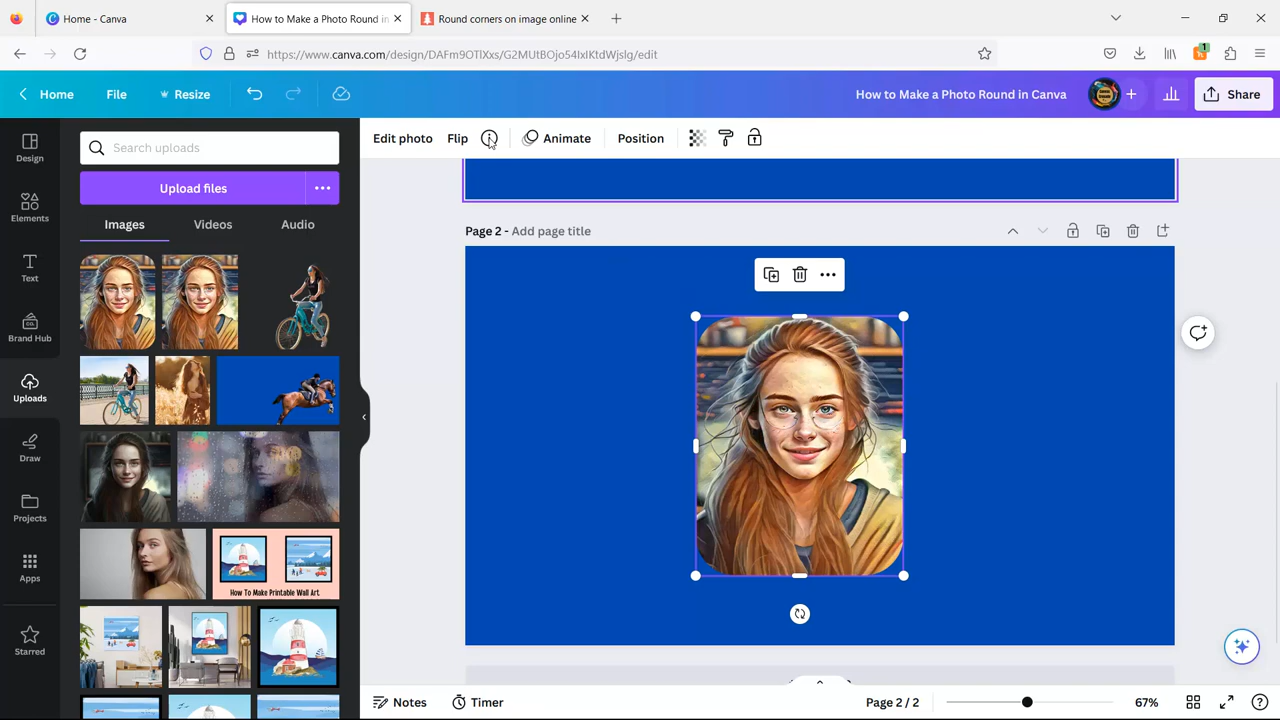 Home - Canva
How to Make a Photo Round in
Round corners on image online
https://www.canva.com/design/DAFm9OTlXxs/G2MUtBOjo54IxIKtdWjslg/edit
1
Home
File
Resize
How to Make a Photo Round in Canva
Share
Design
Elements
Text
Brand Hub
Uploads
Draw
Projects
Apps
Starred
Search uploads
Upload files
Images
Videos
Audio
How To Make Printable Wall Art
Edit photo
Flip
Animate
Position
Page 2 - Add page title
Notes
Timer
Page 2 / 2
67%